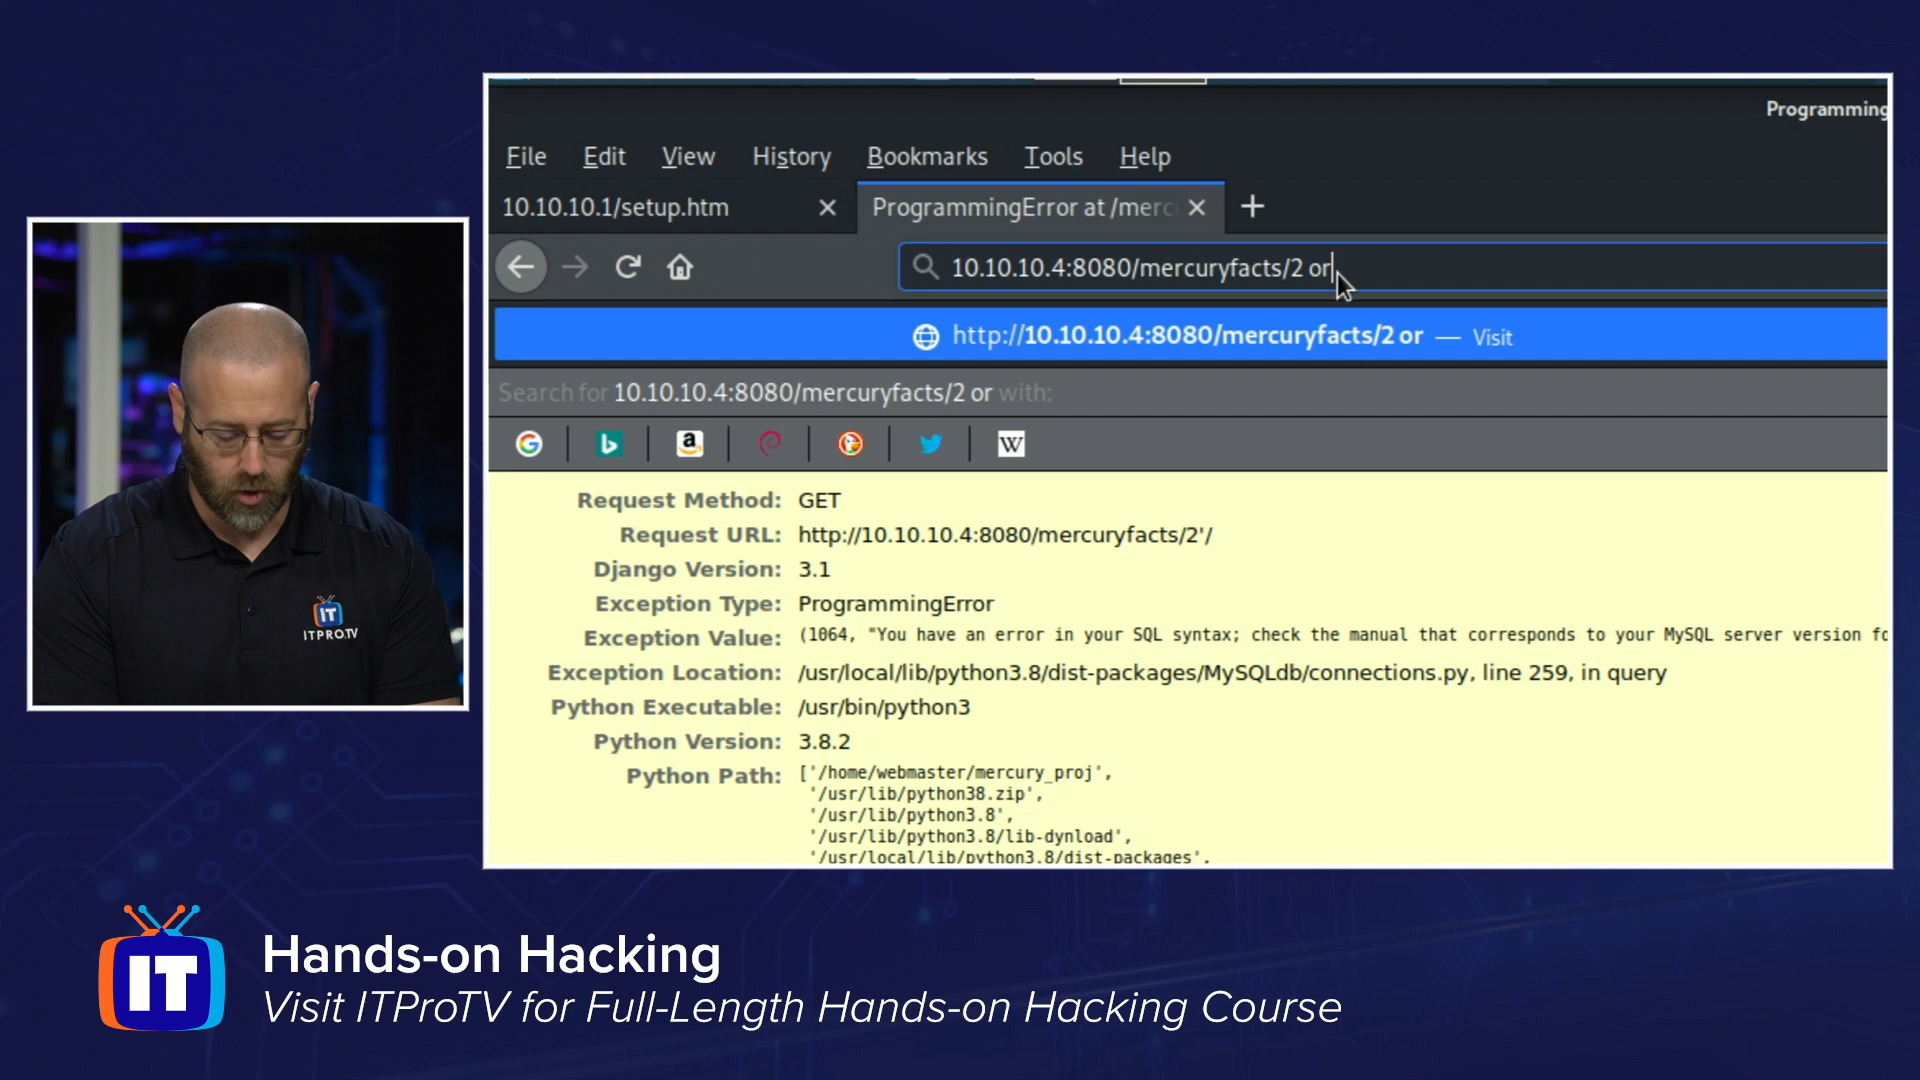 Programming
File Edit View History Bookmarks Tools Help
10.10.10.1/setup.htm
ProgrammingError at /merc
10.10.10.4:8080/mercuryfacts/2 or
http://10.10.10.4:8080/mercuryfacts/2 or — Visit
Search for 10.10.10.4:8080/mercuryfacts/2 or with:
Request Method: GET
Request URL: http://10.10.10.4:8080/mercuryfacts/2'/
Django Version: 3.1
Exception Type: ProgrammingError
Exception Value: (1064, "You have an error in your SQL syntax; check the manual that corresponds to your MySQL server version fo
Exception Location: /usr/local/lib/python3.8/dist-packages/MySQLdb/connections.py, line 259, in query
Python Executable: /usr/bin/python3
Python Version: 3.8.2
Python Path: ['/home/webmaster/mercury_proj',
'/usr/lib/python38.zip',
'/usr/lib/python3.8',
'/usr/lib/python3.8/lib-dynload',
'/usr/local/lib/python3.8/dist-packages',
IT
ITPRO.TV
IT
Hands-on Hacking
Visit ITProTV for Full-Length Hands-on Hacking Course